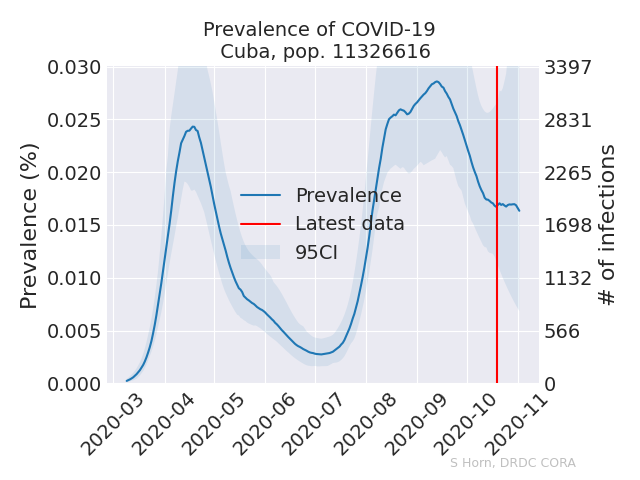 Prevalence of COVID-19
Cuba, pop. 11326616
0.030
0.025
0.020
0.015
0.010
0.005
0.000
Prevalence (%)
3397
2831
2265
1698
1132
566
0
# of infections
Prevalence
Latest data
95CI
2020-03
2020-04
2020-05
2020-06
2020-07
2020-08
2020-09
2020-10
2020-11
S Horn, DRDC CORA